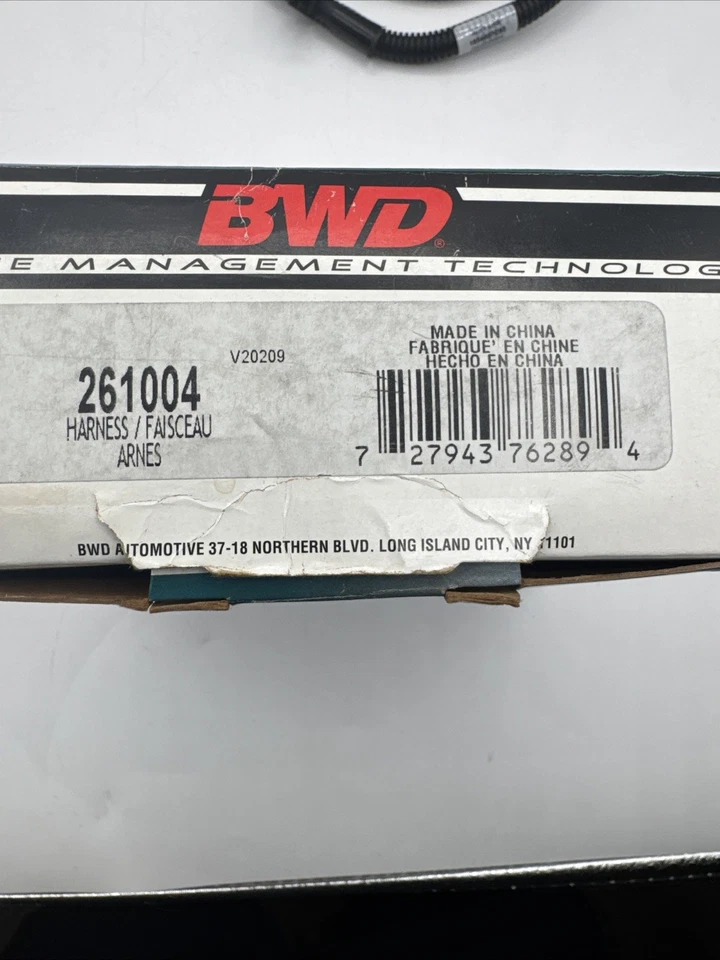 BWD®
E MANAGEMENT TECHNOLOG
V20209
261004
HARNESS / FAISCEAU
ARNES
MADE IN CHINA
FABRIQUE' EN CHINE
HECHO EN CHINA
7 27943 76289 4
BWD AUTOMOTIVE 37-18 NORTHERN BLVD. LONG ISLAND CITY, NY 11101